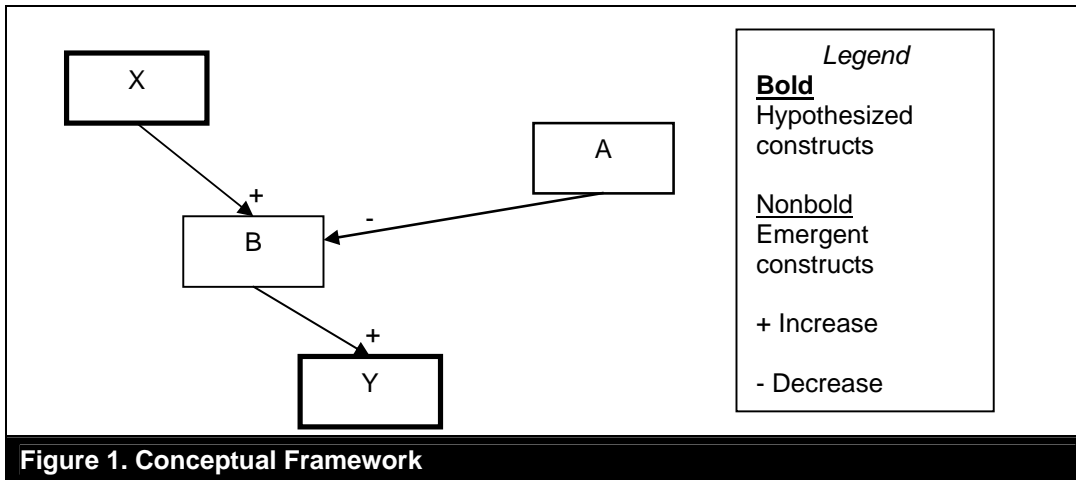 X
A
+
-
B
+
Y
Legend
Bold
Hypothesized
constructs
Nonbold
Emergent
constructs
+ Increase
- Decrease
Figure 1. Conceptual Framework